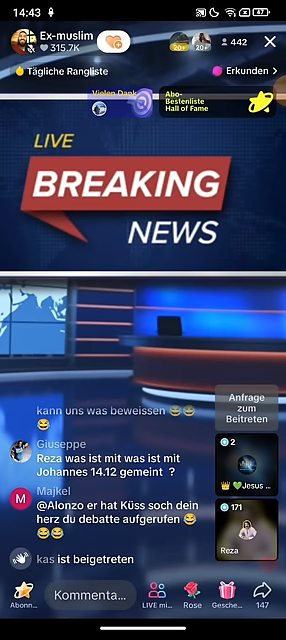 14:43
47
Ex-muslim
315.7K
20+
20+
442
Tägliche Rangliste
Erkunden >
Vielen Dank
Abo-
Bestenliste
Hall of Fame
LIVE
BREAKING
NEWS
Anfrage
zum
Beitreten
kann uns was beweissen 😂😂
😂
Giuseppe
Reza was ist mit was ist mit
Johannes 14.12 gemeint ?
2
👑 💚Jesus ...
M
Majkel
@Alonzo er hat Küss soch dein
herz du debatte aufgerufen 😂
😂😂
171
Reza
kas ist beigetreten
Kommenta...
Abonn...
LIVE mi...
Rose
Gesche...
147